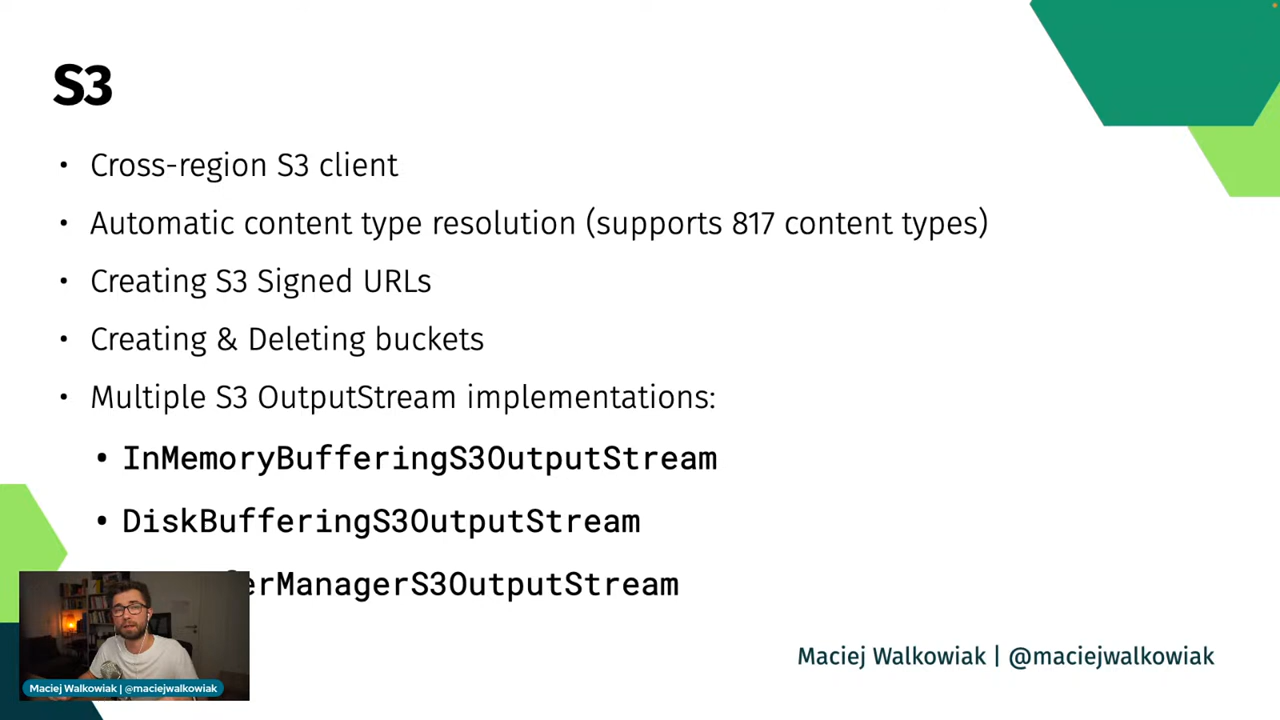 S3
• Cross-region S3 client
• Automatic content type resolution (supports 817 content types)
• Creating S3 Signed URLs
• Creating & Deleting buckets
• Multiple S3 OutputStream implementations:
• InMemoryBufferingS3OutputStream
• DiskBufferingS3OutputStream
erManagerS3OutputStream
Maciej Walkowiak | @maciejwalkowiak
Maciej Walkowiak | @maciejwalkowiak